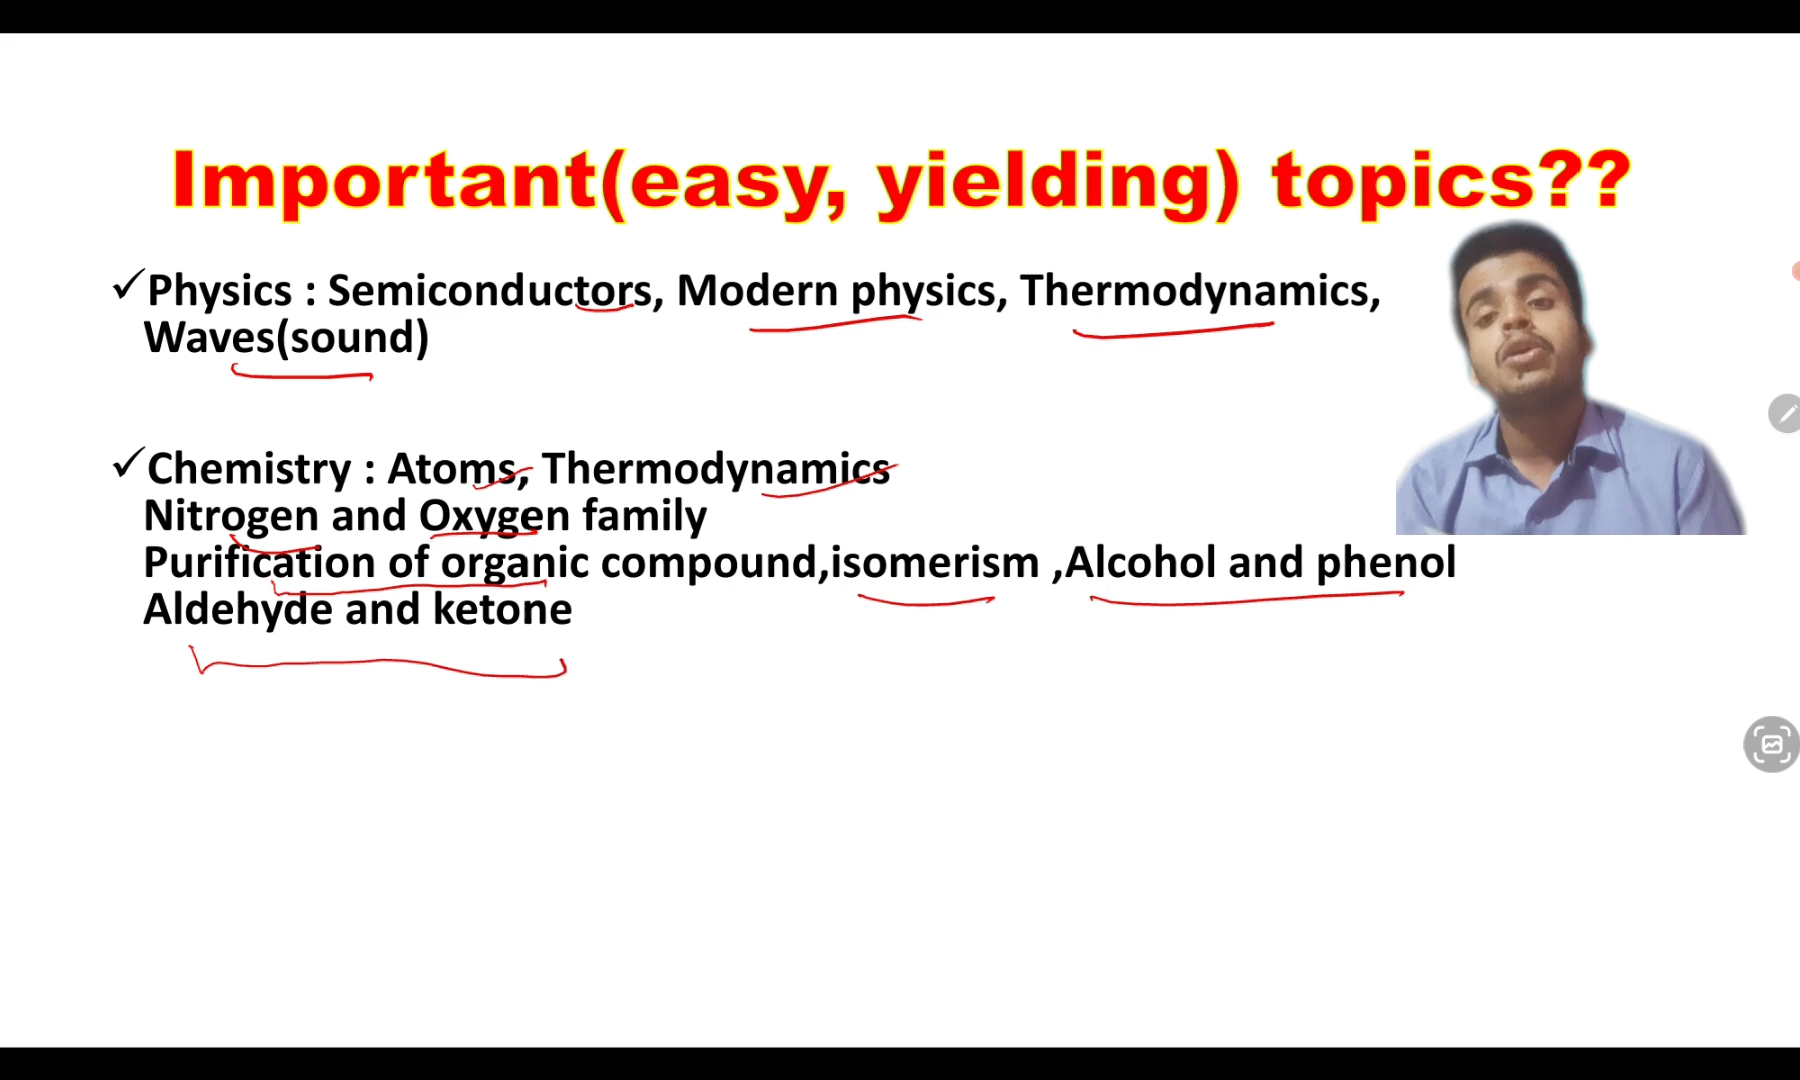 Important(easy, yielding) topics??
✓Physics : Semiconductors, Modern physics, Thermodynamics,
Waves(sound)
✓Chemistry : Atoms, Thermodynamics
Nitrogen and Oxygen family
Purification of organic compound,isomerism ,Alcohol and phenol
Aldehyde and ketone